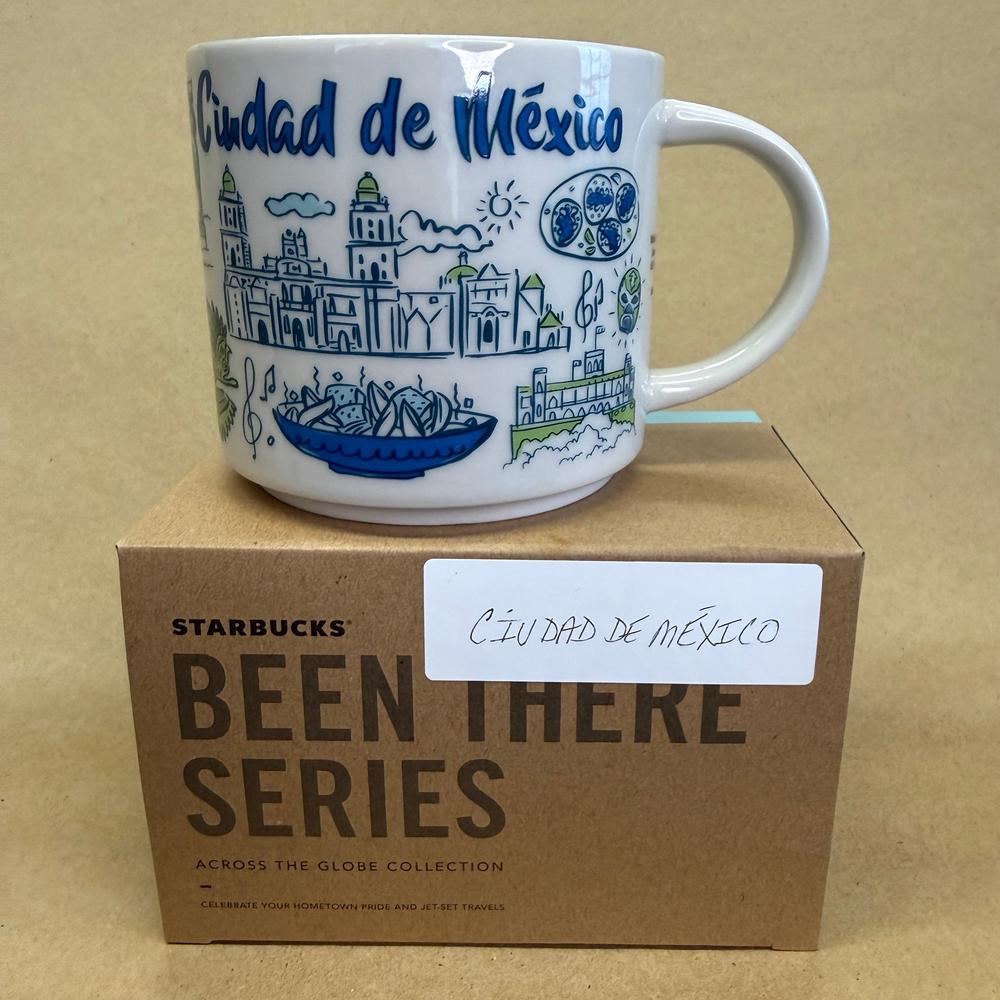 Ciudad de México
CIUDAD DE MÉXICO
STARBUCKS®
BEEN THERE
SERIES
ACROSS THE GLOBE COLLECTION
–
CELEBRATE YOUR HOMETOWN PRIDE AND JET-SET TRAVELS